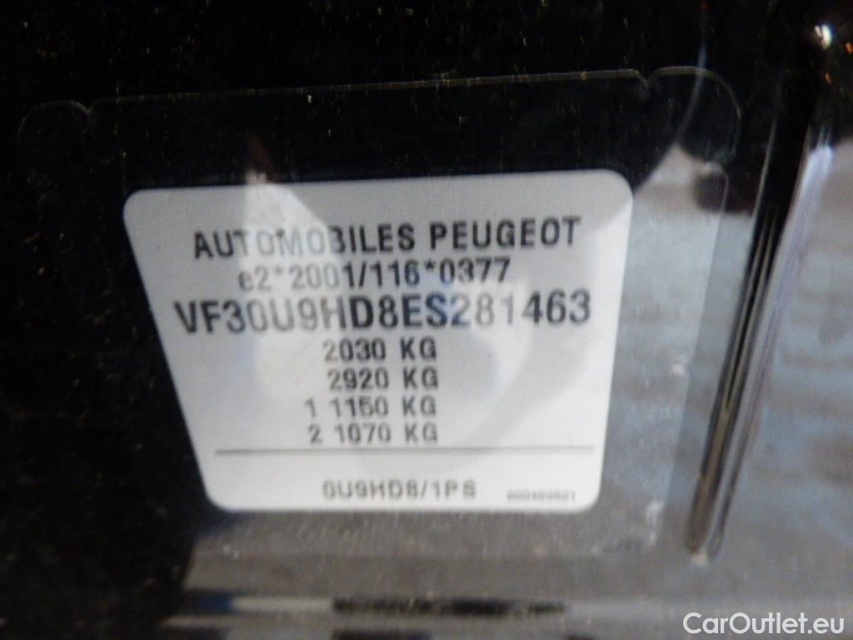 AUTOMOBILES PEUGEOT
e2*2001/116*0377
VF30U9HD8ES281463
2030 KG
2920 KG
1 1150 KG
2 1070 KG
0U9HD8/1PS
CarOutlet.eu